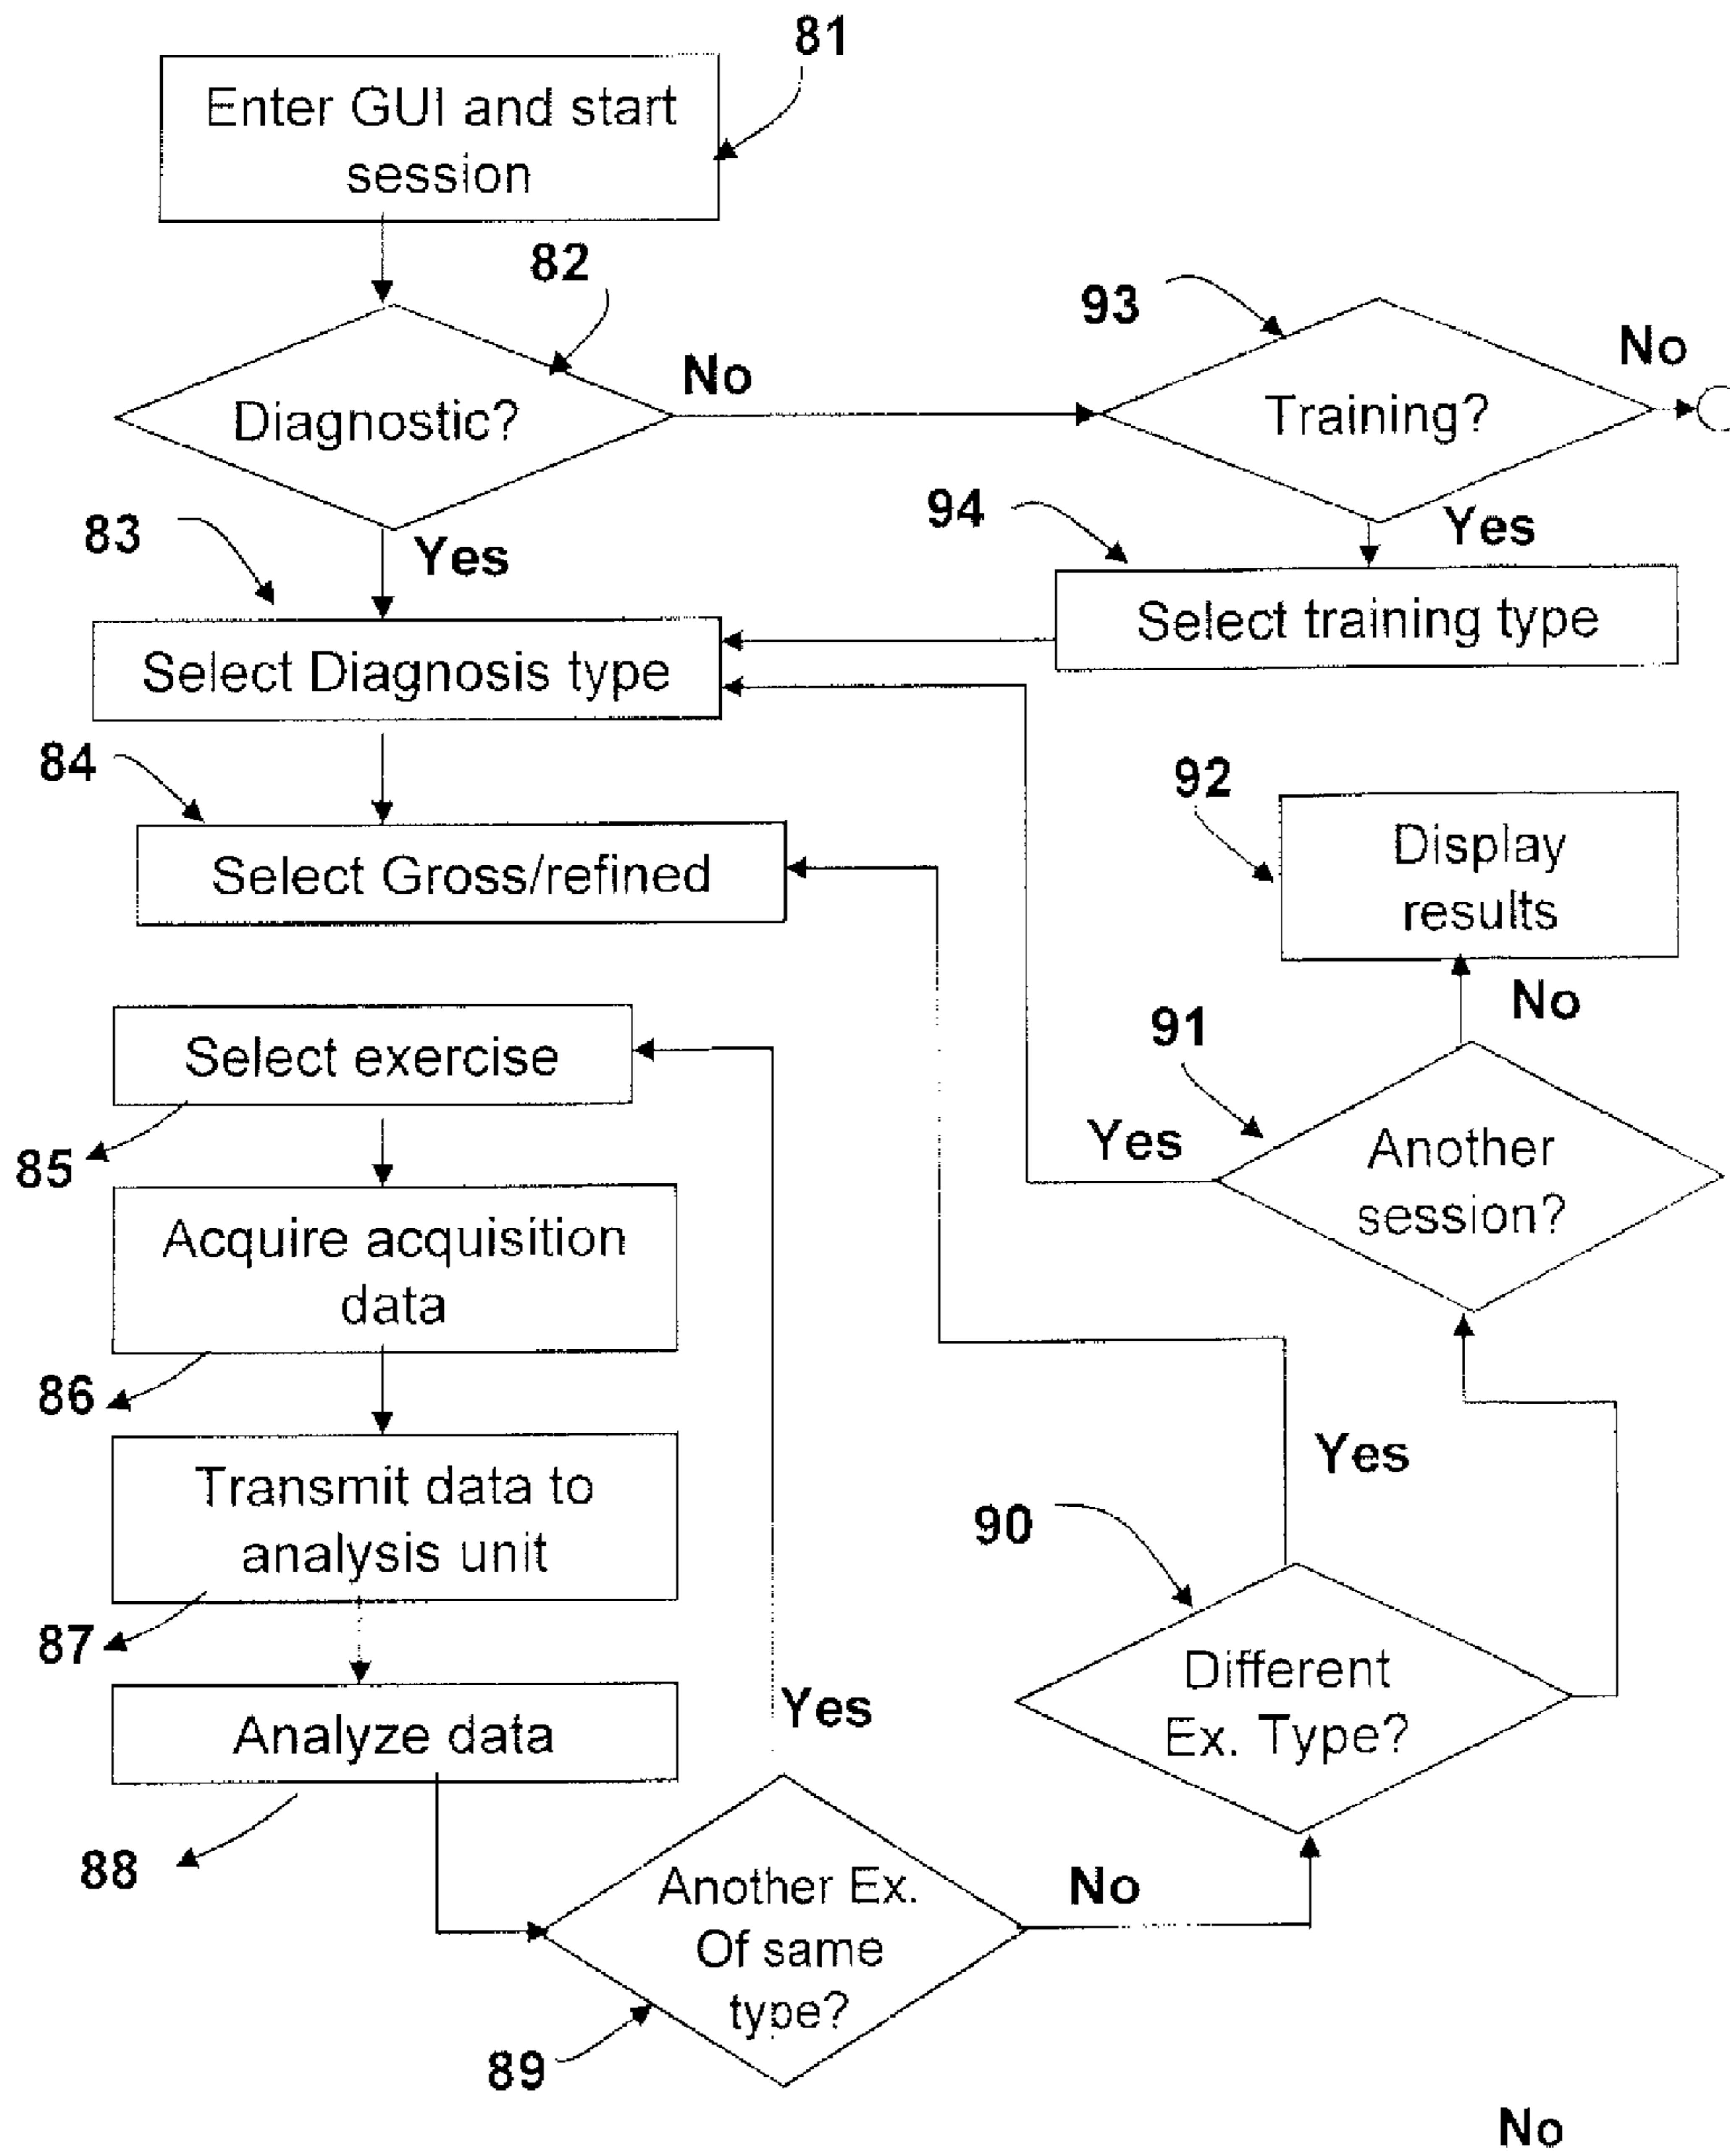 81
Enter GUI and start
session
82
Diagnostic?
No
93
Training?
No
83
Yes
94
Yes
Select training type
Select Diagnosis type
84
Select Gross/refined
92
Display
results
No
Select exercise
85
91
Another
session?
Yes
Acquire acquisition
data
86
Transmit data to
analysis unit
87
Yes
90
Different
Ex. Type?
Analyze data
88
Yes
Another Ex.
Of same
type?
No
89
No